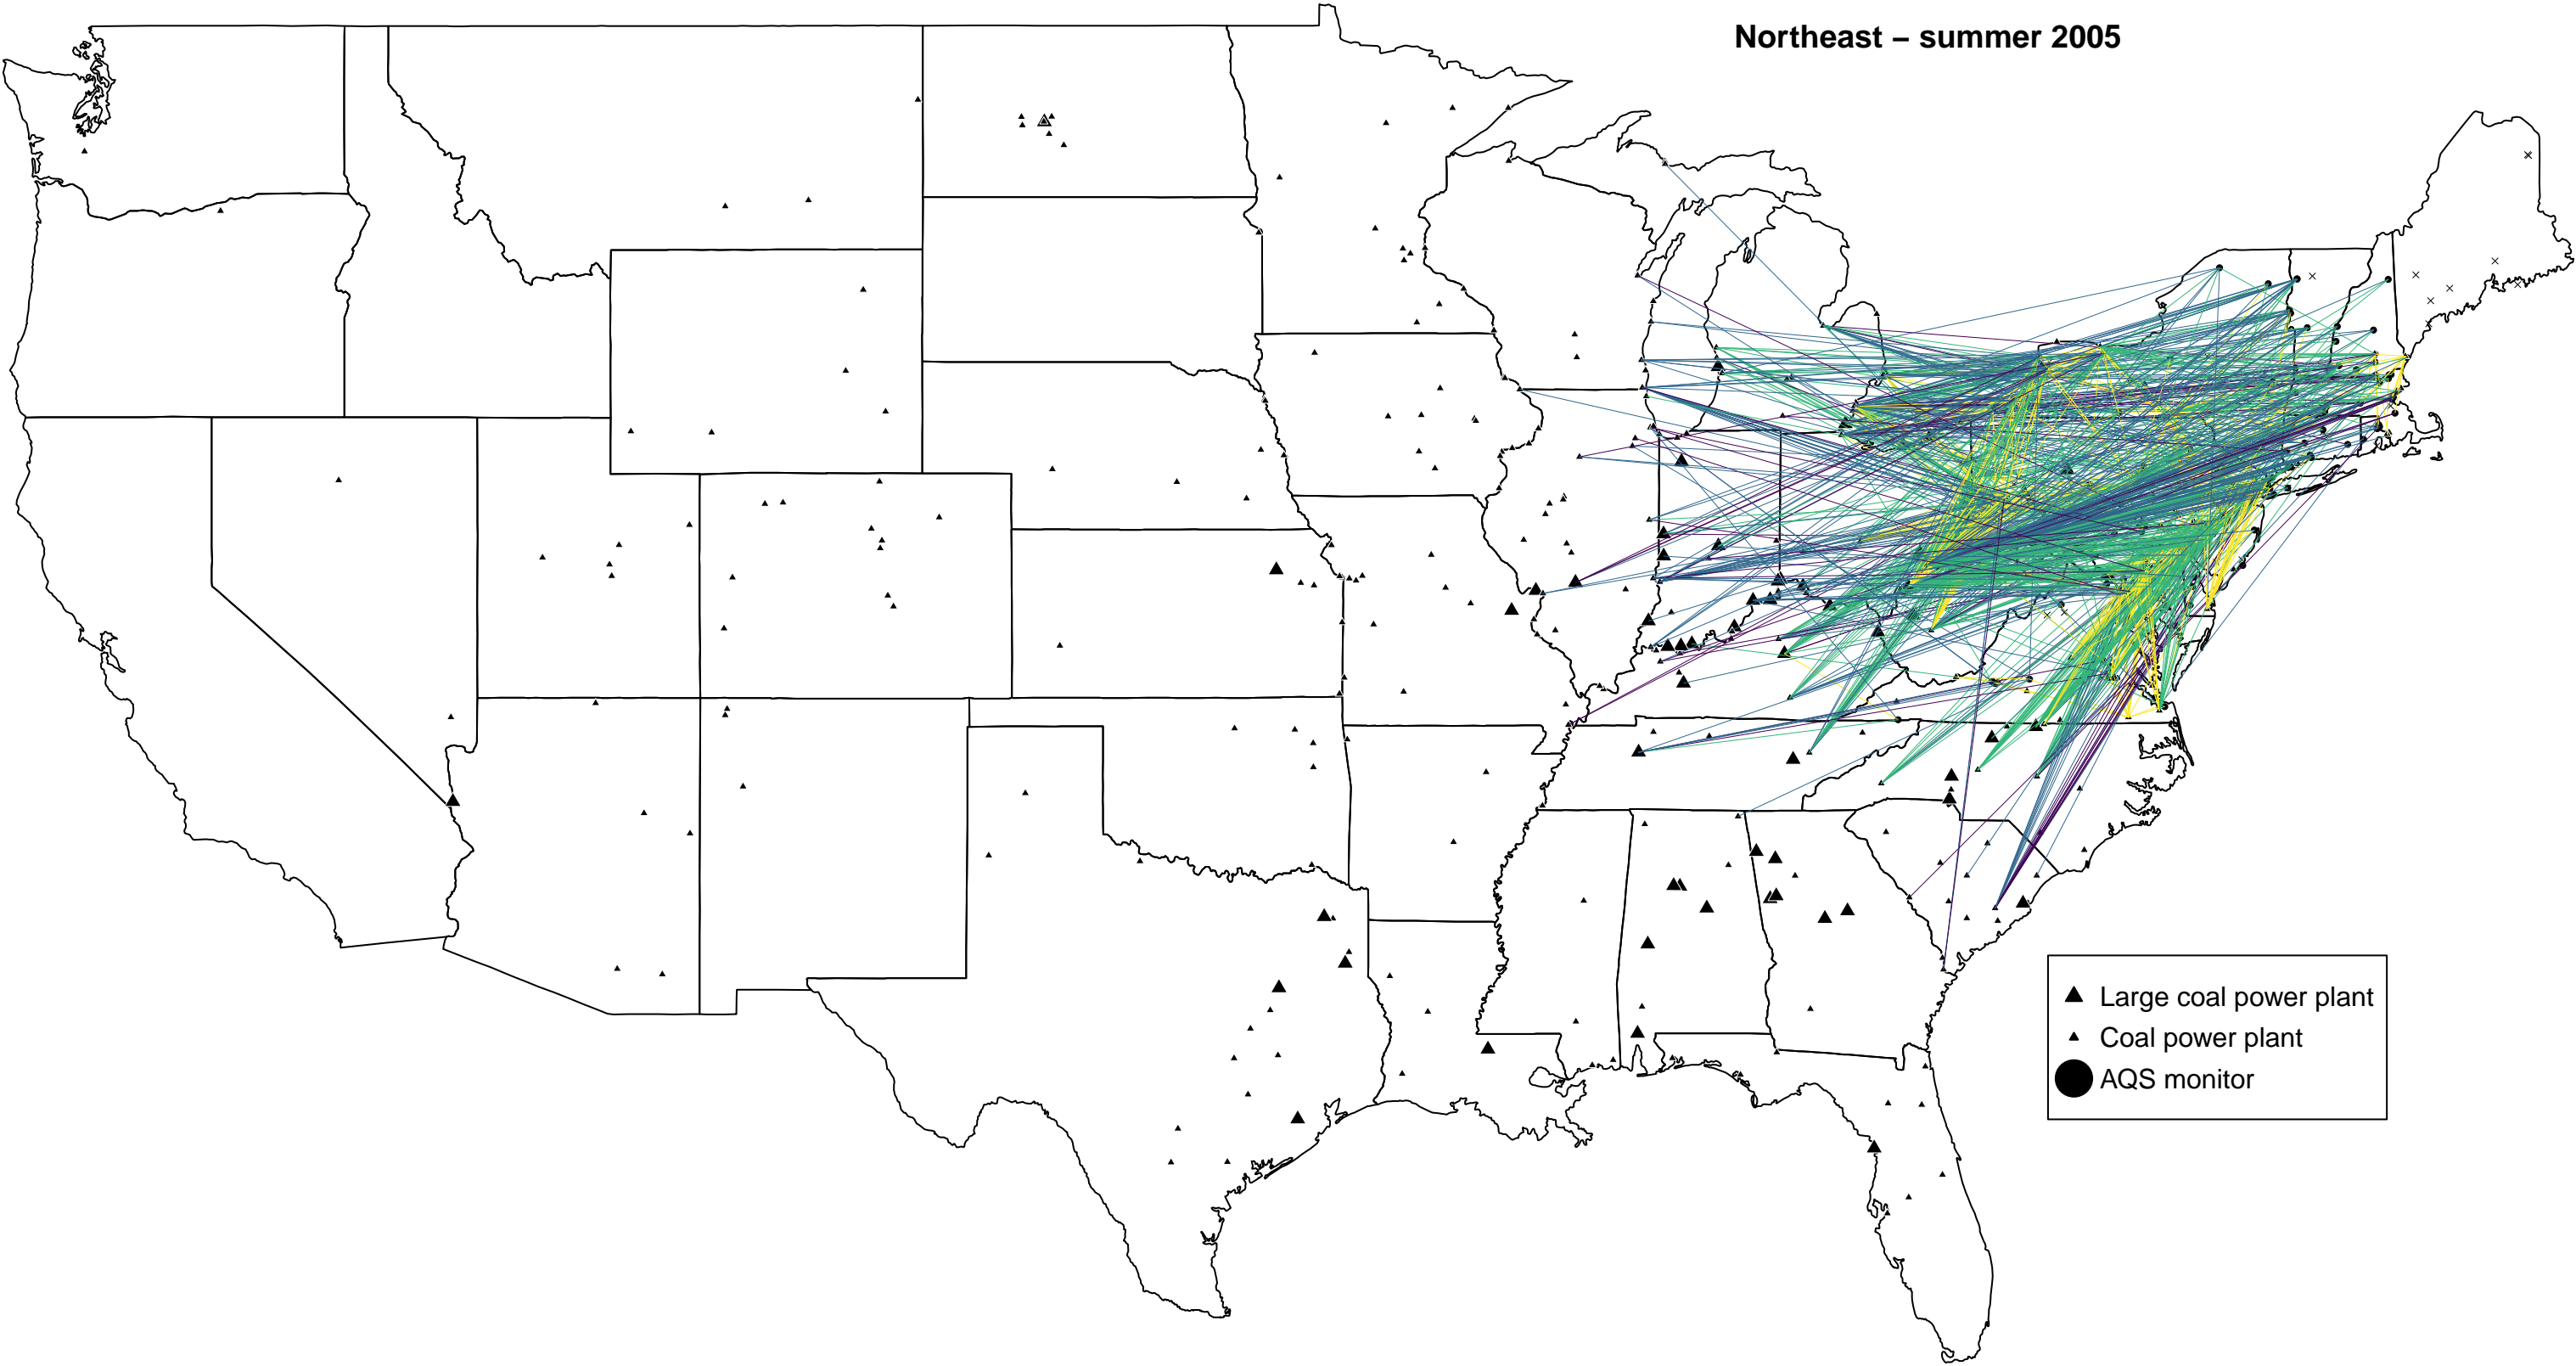 Northeast – summer 2005
Large coal power plant
Coal power plant
AQS monitor